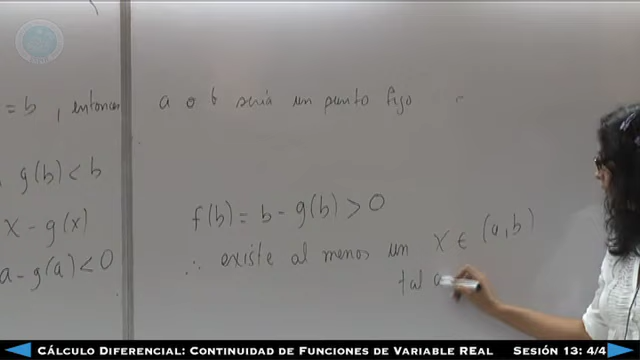 = b , entonces a o b sería un punto fijo
g(b) < b
x - g(x)
f(b) = b - g(b) > 0
a - g(a) < 0
∴ existe al menos un x ∈ (a, b)
tal
CÁLCULO DIFERENCIAL: CONTINUIDAD DE FUNCIONES DE VARIABLE REAL SESIÓN 13: 4/4